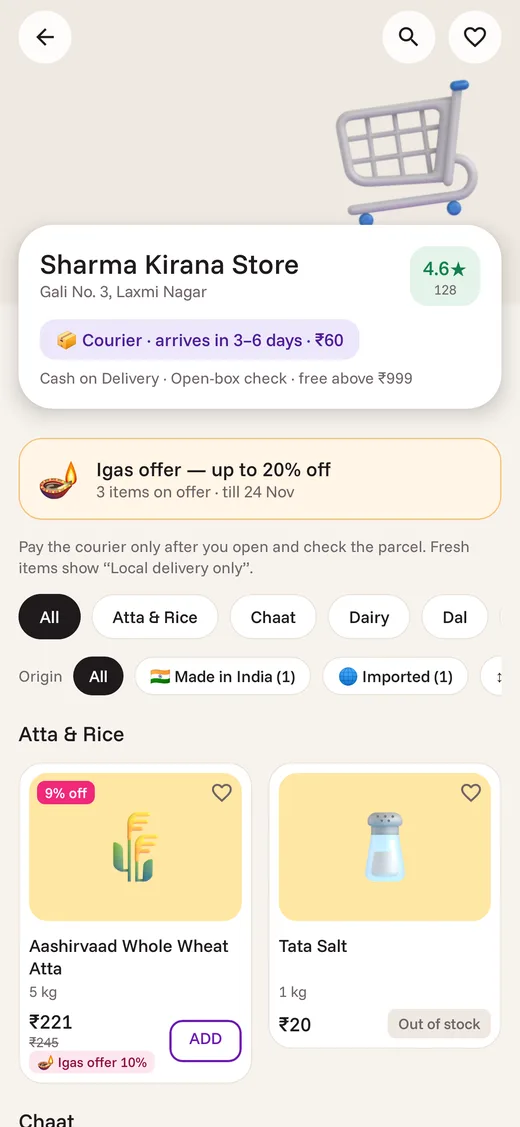 Sharma Kirana Store
Gali No. 3, Laxmi Nagar
4.6★
128
Courier · arrives in 3–6 days · ₹60
Cash on Delivery · Open-box check · free above ₹999
Igas offer — up to 20% off
3 items on offer · till 24 Nov
Pay the courier only after you open and check the parcel. Fresh
items show “Local delivery only”.
All
Atta & Rice
Chaat
Dairy
Dal
Origin
All
Made in India (1)
Imported (1)
Atta & Rice
9% off
Aashirvaad Whole Wheat
Atta
5 kg
₹221
₹245
Igas offer 10%
ADD
Tata Salt
1 kg
₹20
Out of stock
Chaat